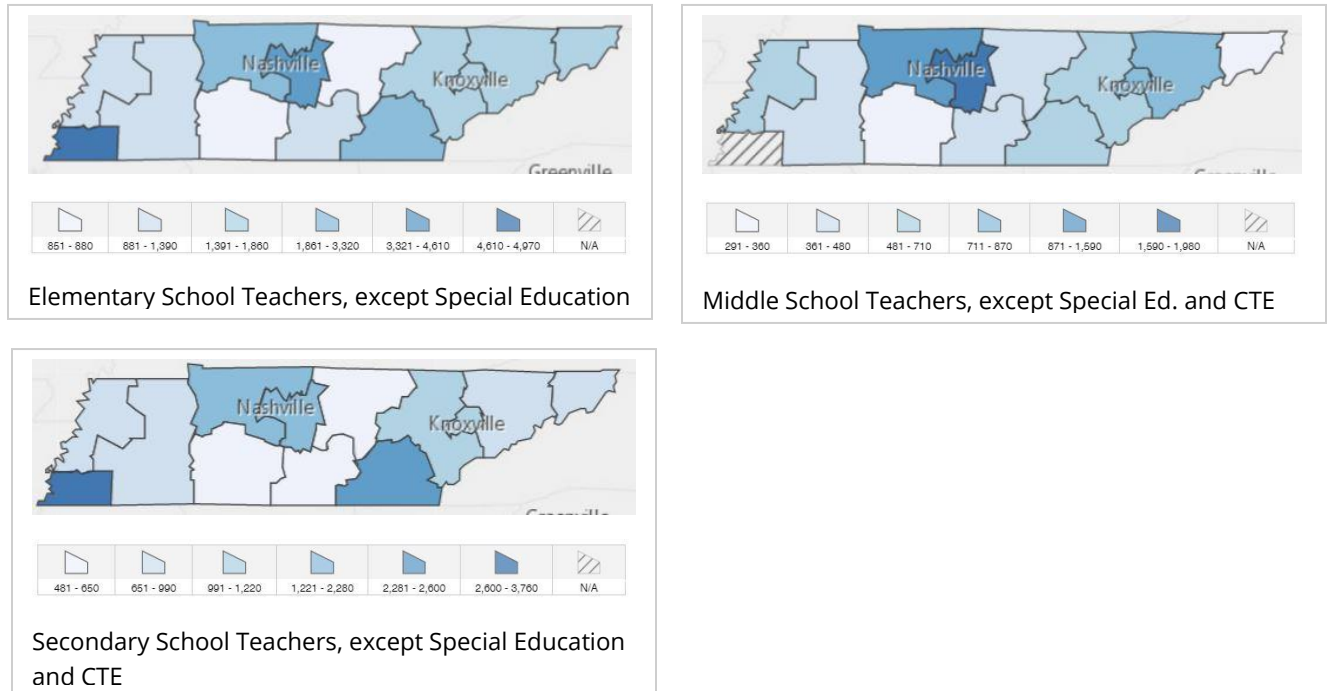 Nashville
Knoxville
Greenville
851 - 880 881 - 1,390 1,391 - 1,860 1,861 - 3,320 3,321 - 4,610 4,610 - 4,970 N/A
Elementary School Teachers, except Special Education
Nashville
Knoxville
291 - 360 361 - 480 481 - 710 711 - 870 871 - 1,590 1,590 - 1,980 N/A
Middle School Teachers, except Special Ed. and CTE
Nashville
Knoxville
481 - 650 651 - 990 991 - 1,220 1,221 - 2,280 2,281 - 2,600 2,600 - 3,760 N/A
Secondary School Teachers, except Special Education
and CTE